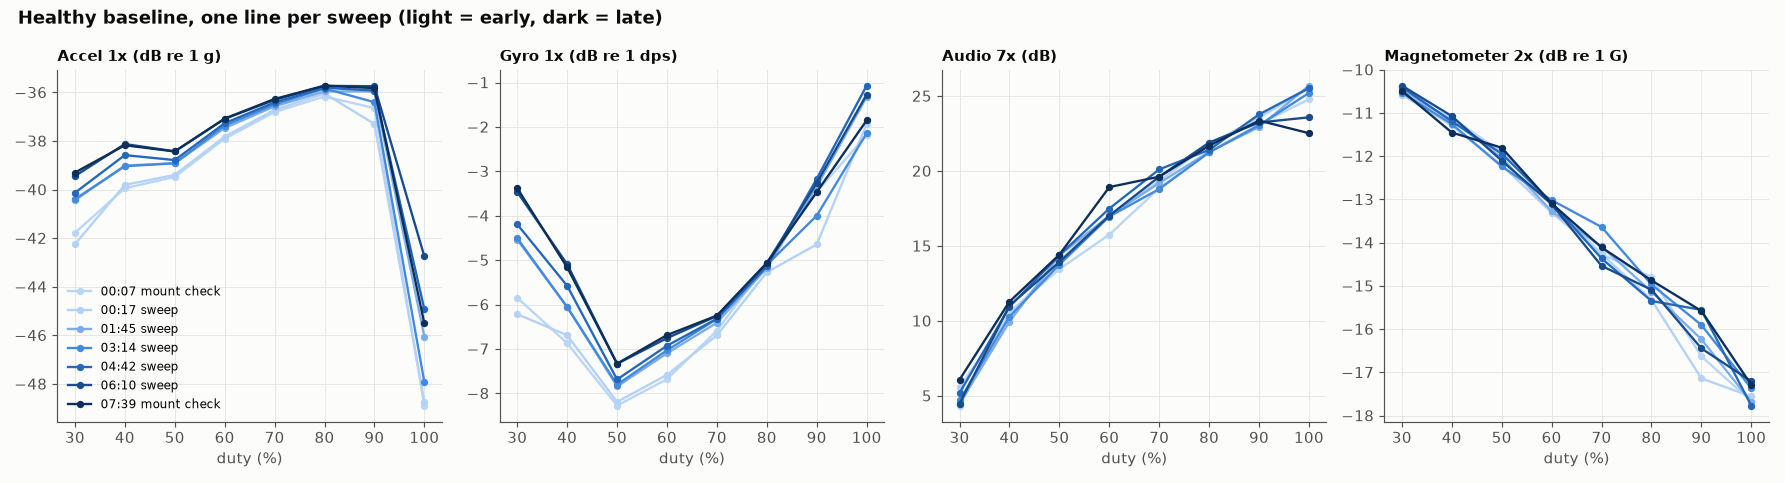 Healthy baseline, one line per sweep (light = early, dark = late)
Accel 1x (dB re 1 g)
−36
−38
−40
−42
−44
−46
−48
00:07 mount check
00:17 sweep
01:45 sweep
03:14 sweep
04:42 sweep
06:10 sweep
07:39 mount check
30 40 50 60 70 80 90 100
duty (%)
Gyro 1x (dB re 1 dps)
−1
−2
−3
−4
−5
−6
−7
−8
30 40 50 60 70 80 90 100
duty (%)
Audio 7x (dB)
25
20
15
10
5
30 40 50 60 70 80 90 100
duty (%)
Magnetometer 2x (dB re 1 G)
−10
−11
−12
−13
−14
−15
−16
−17
−18
30 40 50 60 70 80 90 100
duty (%)